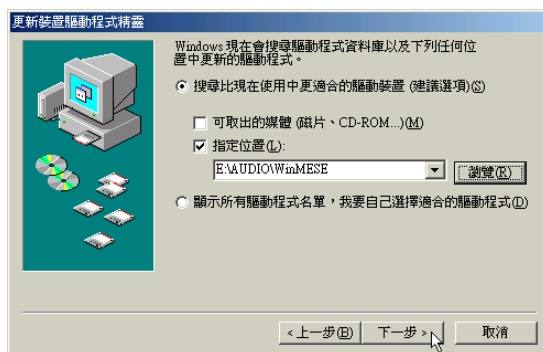 更新裝置驅動程式精靈
Windows 現在會搜尋驅動程式資料庫以及下列任何位
置中更新的驅動程式。
搜尋比現在使用中更適合的驅動裝置 (建議選項)(S)
可取出的媒體 (磁片、CD-ROM...)(M)
指定位置(L):
E:\AUDIO\WinMESE
瀏覽(R)
顯示所有驅動程式名單，我要自己選擇適合的驅動程式(D)
<上一步(B) 下一步> 取消